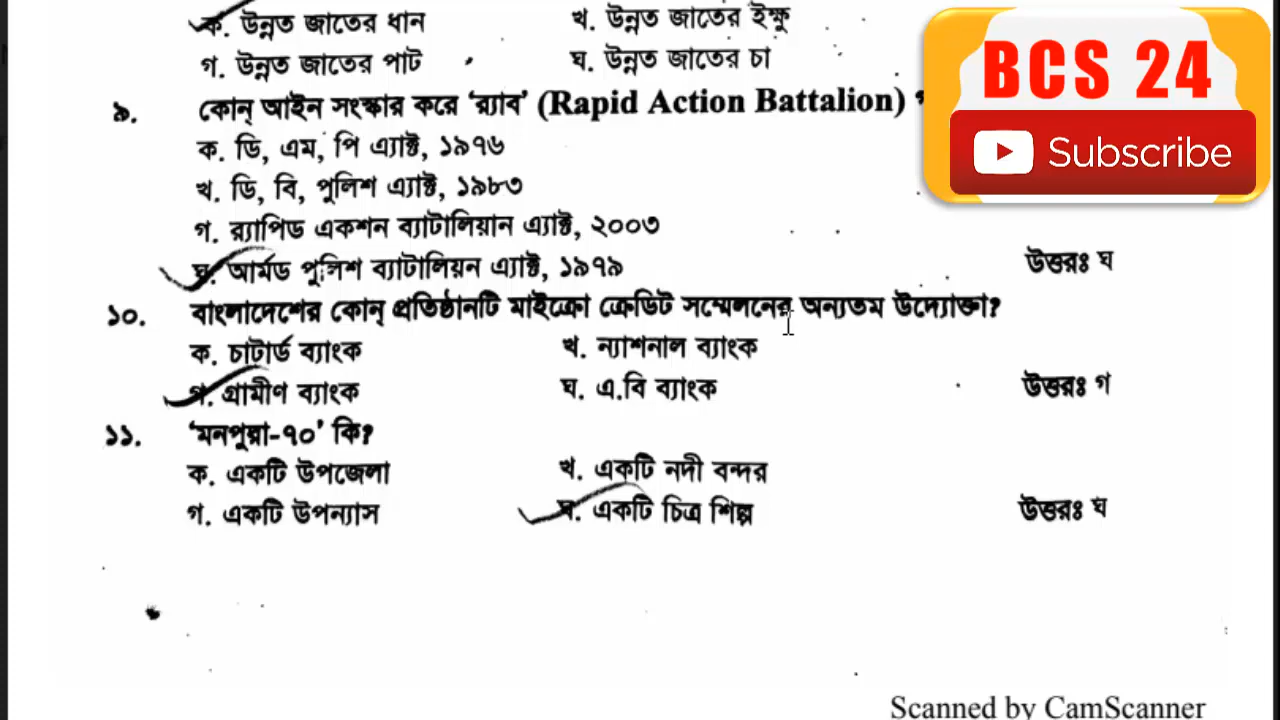 ক. উন্নত জাতের ধান খ. উন্নত জাতের ইক্ষু
গ. উন্নত জাতের পাট ঘ. উন্নত জাতের চা
৯. কোন্ আইন সংস্কার করে ‘র‍্যাব’ (Rapid Action Battalion)
ক. ডি, এম, পি এ্যাক্ট, ১৯৭৬
খ. ডি, বি, পুলিশ এ্যাক্ট, ১৯৮৩
গ. র‍্যাপিড একশন ব্যাটালিয়ান এ্যাক্ট, ২০০৩
ঘ. আর্মড পুলিশ ব্যাটালিয়ন এ্যাক্ট, ১৯৭৯ উত্তরঃ ঘ
১০. বাংলাদেশের কোন্ প্রতিষ্ঠানটি মাইক্রো ক্রেডিট সম্মেলনের অন্যতম উদ্যোক্তা?
ক. চাটার্ড ব্যাংক খ. ন্যাশনাল ব্যাংক
গ. গ্রামীণ ব্যাংক ঘ. এ.বি ব্যাংক উত্তরঃ গ
১১. ‘মনপুরা-৭০’ কি?
ক. একটি উপজেলা খ. একটি নদী বন্দর
গ. একটি উপন্যাস ঘ. একটি চিত্র শিল্প উত্তরঃ ঘ
BCS 24
Subscribe
Scanned by CamScanner